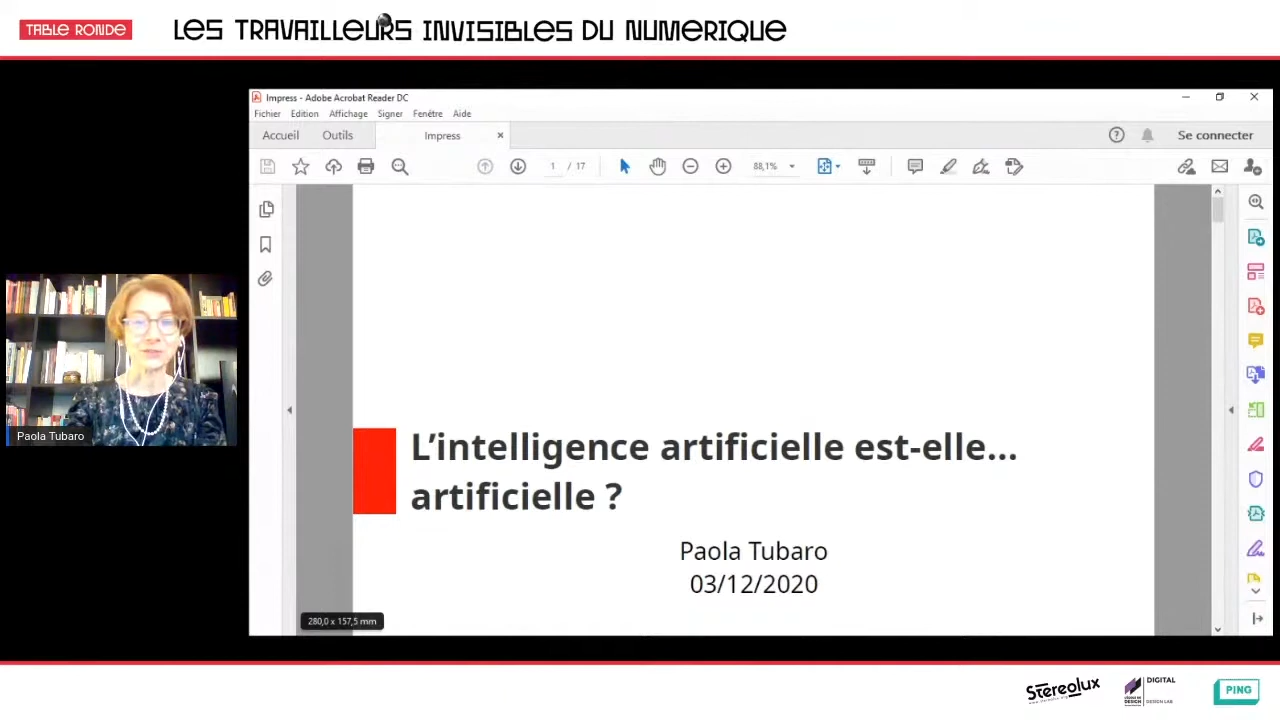 TABLE RONDE
LES TRAVAILLEURS INVISIBLES DU NUMERIQUE
Impress - Adobe Acrobat Reader DC
Fichier Edition Affichage Signer Fenêtre Aide
Accueil Outils Impress Se connecter
1 / 17 88,1%
L’intelligence artificielle est-elle...
artificielle ?
Paola Tubaro
03/12/2020
Paola Tubaro
280,0 x 157,5 mm
Stereolux
DIGITAL
DESIGN LAB
PING